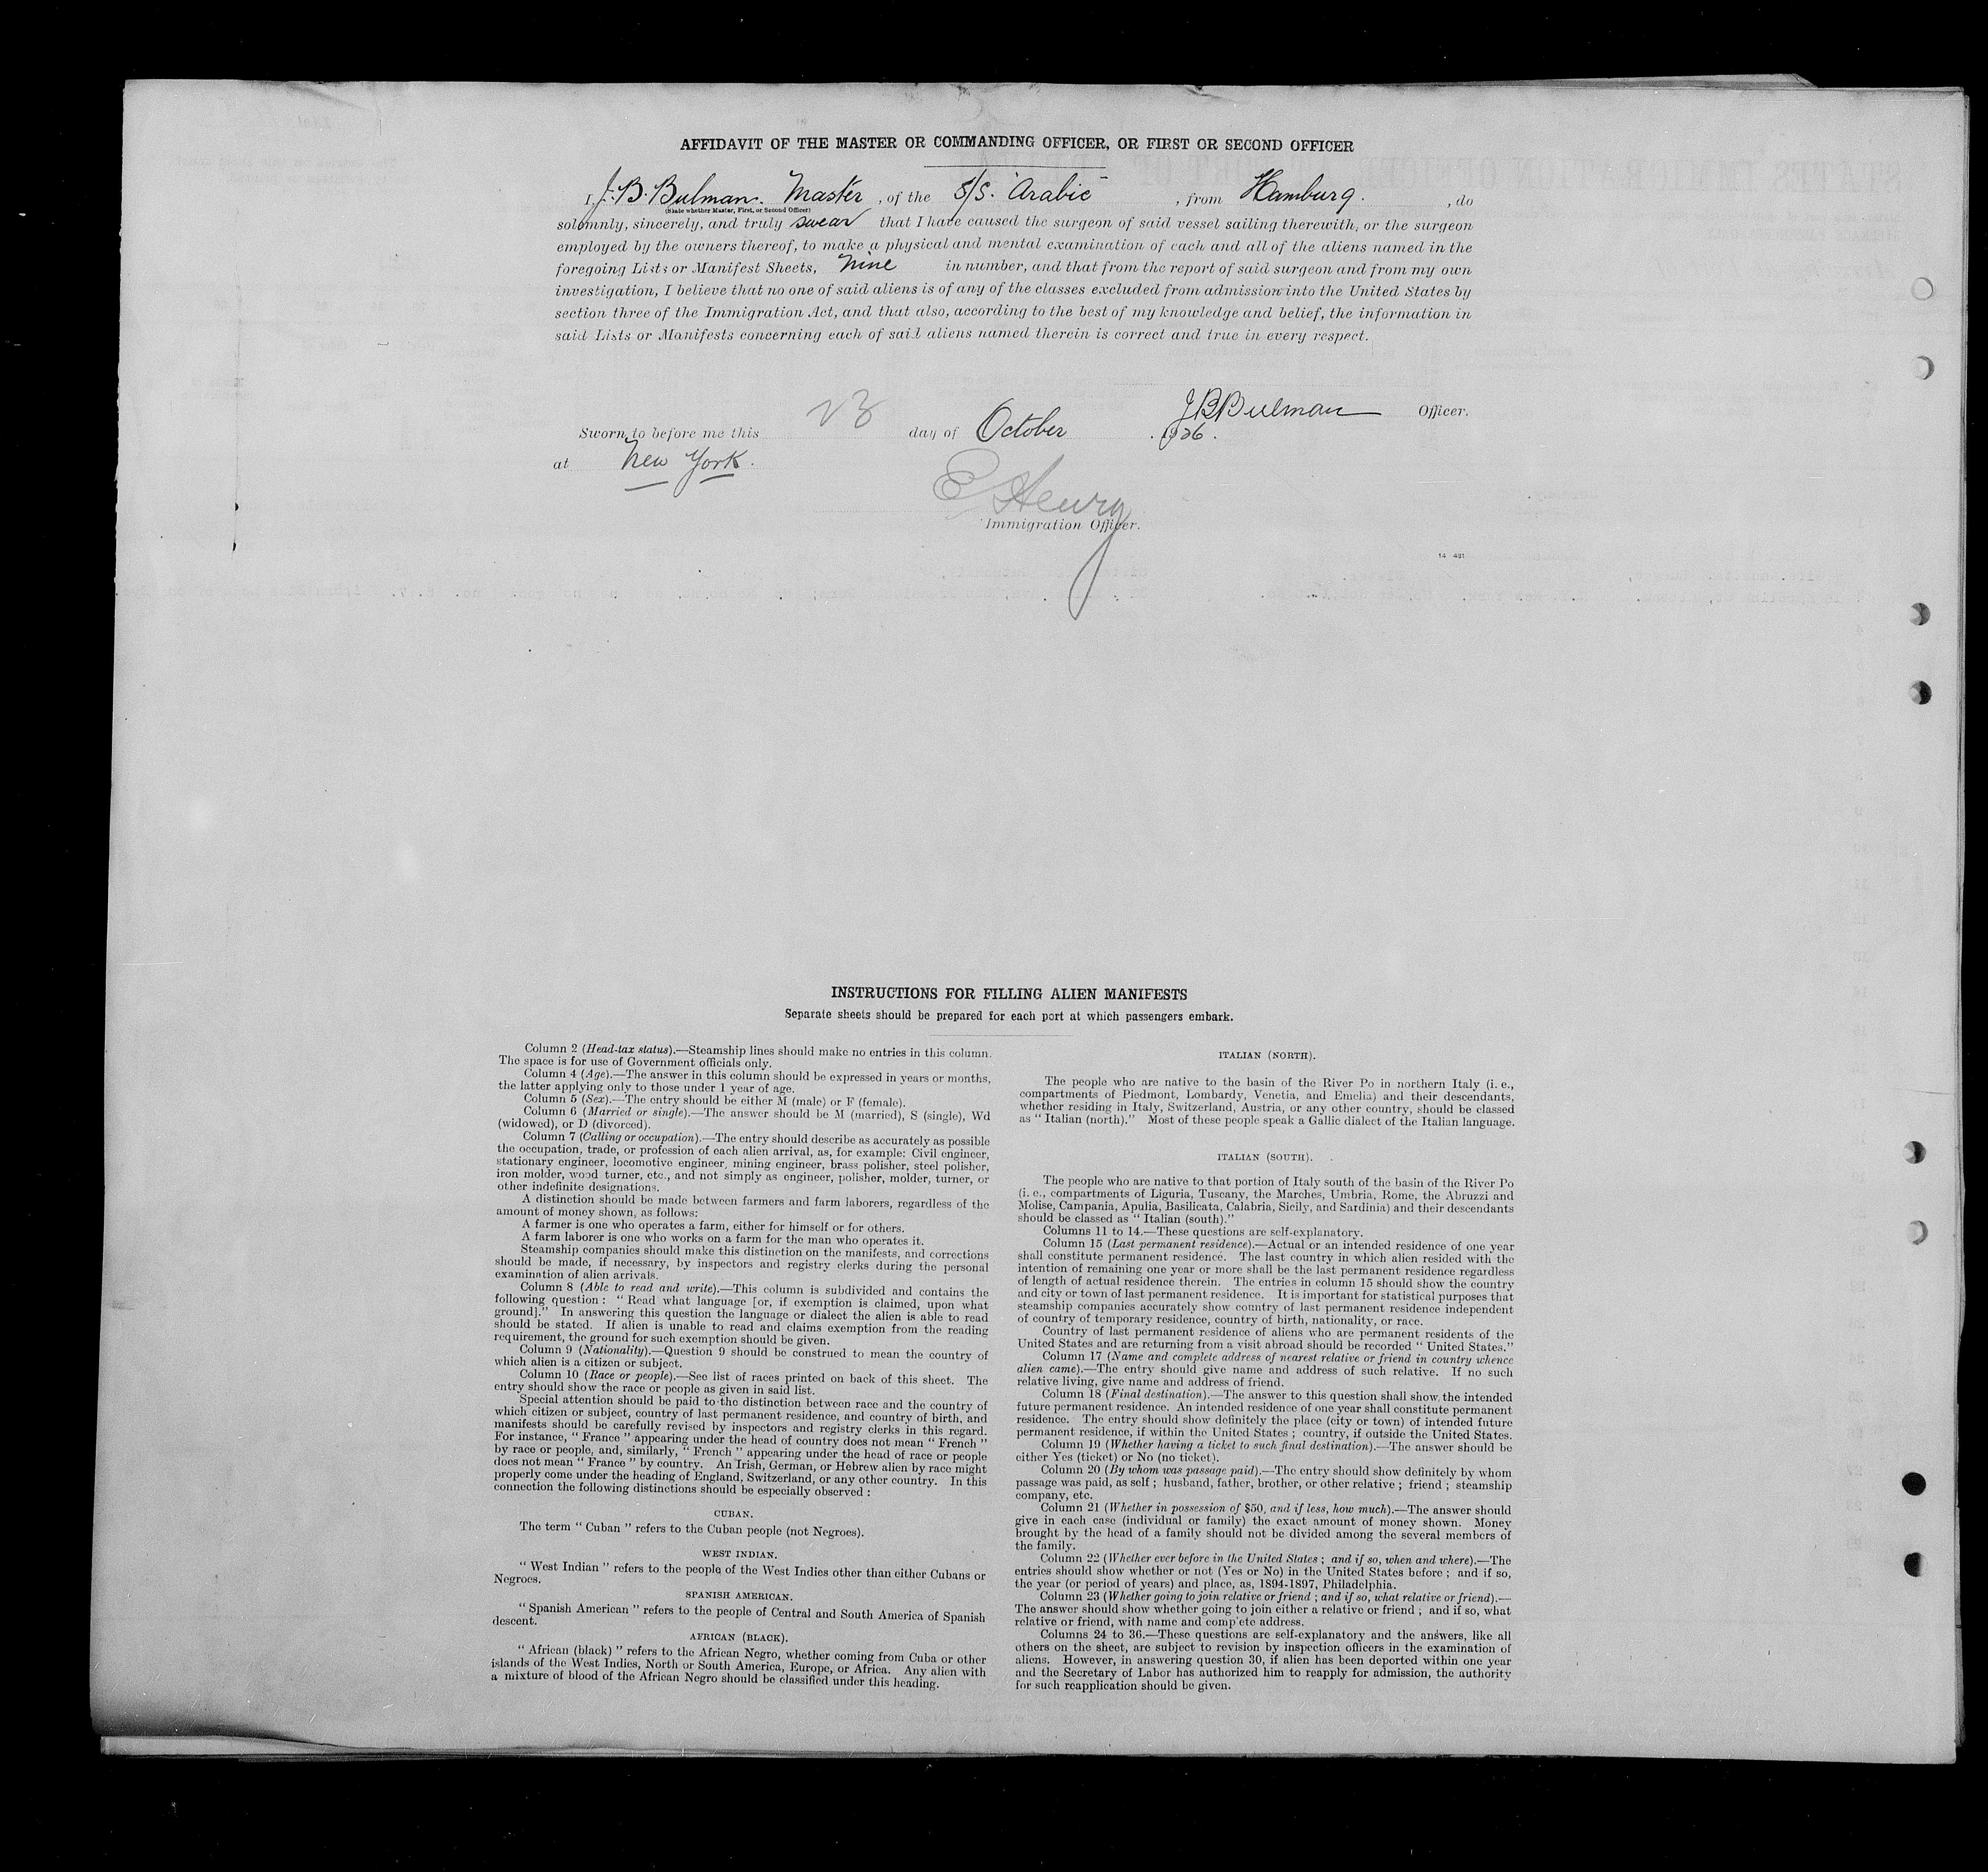 AFFIDAVIT OF THE MASTER OR COMMANDING OFFICER, OR FIRST OR SECOND OFFICER
I, J. B. Bulman. Master, of the S/S. "Arabic", from Hamburg., do
(State whether Master, First, or Second Officer)
solemnly, sincerely, and truly swear that I have caused the surgeon of said vessel sailing therewith, or the surgeon
employed by the owners thereof, to make a physical and mental examination of each and all of the aliens named in the
foregoing Lists or Manifest Sheets, nine in number, and that from the report of said surgeon and from my own
investigation, I believe that no one of said aliens is of any of the classes excluded from admission into the United States by
section three of the Immigration Act, and that also, according to the best of my knowledge and belief, the information in
said Lists or Manifests concerning each of said aliens named therein is correct and true in every respect.
JBBulman Officer.
Sworn to before me this 23 day of October, 1926.
at New York.
E Henry
Immigration Officer.
14 481
INSTRUCTIONS FOR FILLING ALIEN MANIFESTS
Separate sheets should be prepared for each port at which passengers embark.
Column 2 (Head-tax status).—Steamship lines should make no entries in this column.
The space is for use of Government officials only.
Column 4 (Age).—The answer in this column should be expressed in years or months,
the latter applying only to those under 1 year of age.
Column 5 (Sex).—The entry should be either M (male) or F (female).
Column 6 (Married or single).—The answer should be M (married), S (single), Wd
(widowed), or D (divorced).
Column 7 (Calling or occupation).—The entry should describe as accurately as possible
the occupation, trade, or profession of each alien arrival, as, for example: Civil engineer,
stationary engineer, locomotive engineer, mining engineer, brass polisher, steel polisher,
iron molder, wood turner, etc., and not simply as engineer, polisher, molder, turner, or
other indefinite designations.
A distinction should be made between farmers and farm laborers, regardless of the
amount of money shown, as follows:
A farmer is one who operates a farm, either for himself or for others.
A farm laborer is one who works on a farm for the man who operates it.
Steamship companies should make this distinction on the manifests, and corrections
should be made, if necessary, by inspectors and registry clerks during the personal
examination of alien arrivals.
Column 8 (Able to read and write).—This column is subdivided and contains the
following question: "Read what language [or, if exemption is claimed, upon what
ground]." In answering this question the language or dialect the alien is able to read
should be stated. If alien is unable to read and claims exemption from the reading
requirement, the ground for such exemption should be given.
Column 9 (Nationality).—Question 9 should be construed to mean the country of
which alien is a citizen or subject.
Column 10 (Race or people).—See list of races printed on back of this sheet. The
entry should show the race or people as given in said list.
Special attention should be paid to the distinction between race and the country of
which citizen or subject, country of last permanent residence, and country of birth, and
manifests should be carefully revised by inspectors and registry clerks in this regard.
For instance, "France" appearing under the head of country does not mean "French"
by race or people, and, similarly, "French" appearing under the head of race or people
does not mean "France" by country. An Irish, German, or Hebrew alien by race might
properly come under the heading of England, Switzerland, or any other country. In this
connection the following distinctions should be especially observed:
CUBAN.
The term "Cuban" refers to the Cuban people (not Negroes).
WEST INDIAN.
"West Indian" refers to the people of the West Indies other than either Cubans or
Negroes.
SPANISH AMERICAN.
"Spanish American" refers to the people of Central and South America of Spanish
descent.
AFRICAN (BLACK).
"African (black)" refers to the African Negro, whether coming from Cuba or other
islands of the West Indies, North or South America, Europe, or Africa. Any alien with
a mixture of blood of the African Negro should be classified under this heading.
ITALIAN (NORTH).
The people who are native to the basin of the River Po in northern Italy (i. e.,
compartments of Piedmont, Lombardy, Venetia, and Emelia) and their descendants,
whether residing in Italy, Switzerland, Austria, or any other country, should be classed
as "Italian (north)." Most of these people speak a Gallic dialect of the Italian language.
ITALIAN (SOUTH).
The people who are native to that portion of Italy south of the basin of the River Po
(i. e., compartments of Liguria, Tuscany, the Marches, Umbria, Rome, the Abruzzi and
Molise, Campania, Apulia, Basilicata, Calabria, Sicily, and Sardinia) and their descendants
should be classed as "Italian (south)."
Columns 11 to 14.—These questions are self-explanatory.
Column 15 (Last permanent residence).—Actual or an intended residence of one year
shall constitute permanent residence. The last country in which alien resided with the
intention of remaining one year or more shall be the last permanent residence regardless
of length of actual residence therein. The entries in column 15 should show the country
and city or town of last permanent residence. It is important for statistical purposes that
steamship companies accurately show country of last permanent residence independent
of country of temporary residence, country of birth, nationality, or race.
Country of last permanent residence of aliens who are permanent residents of the
United States and are returning from a visit abroad should be recorded "United States."
Column 17 (Name and complete address of nearest relative or friend in country whence
alien came).—The entry should give name and address of such relative. If no such
relative living, give name and address of friend.
Column 18 (Final destination).—The answer to this question shall show the intended
future permanent residence. An intended residence of one year shall constitute permanent
residence. The entry should show definitely the place (city or town) of intended future
permanent residence, if within the United States; country, if outside the United States.
Column 19 (Whether having a ticket to such final destination).—The answer should be
either Yes (ticket) or No (no ticket).
Column 20 (By whom was passage paid).—The entry should show definitely by whom
passage was paid, as self; husband, father, brother, or other relative; friend; steamship
company, etc.
Column 21 (Whether in possession of $50, and if less, how much).—The answer should
give in each case (individual or family) the exact amount of money shown. Money
brought by the head of a family should not be divided among the several members of
the family.
Column 22 (Whether ever before in the United States; and if so, when and where).—The
entries should show whether or not (Yes or No) in the United States before; and if so,
the year (or period of years) and place, as, 1894-1897, Philadelphia.
Column 23 (Whether going to join relative or friend; and if so, what relative or friend).—
The answer should show whether going to join either a relative or friend; and if so, what
relative or friend, with name and complete address.
Columns 24 to 36.—These questions are self-explanatory and the answers, like all
others on the sheet, are subject to revision by inspection officers in the examination of
aliens. However, in answering question 30, if alien has been deported within one year
and the Secretary of Labor has authorized him to reapply for admission, the authority
for such reapplication should be given.